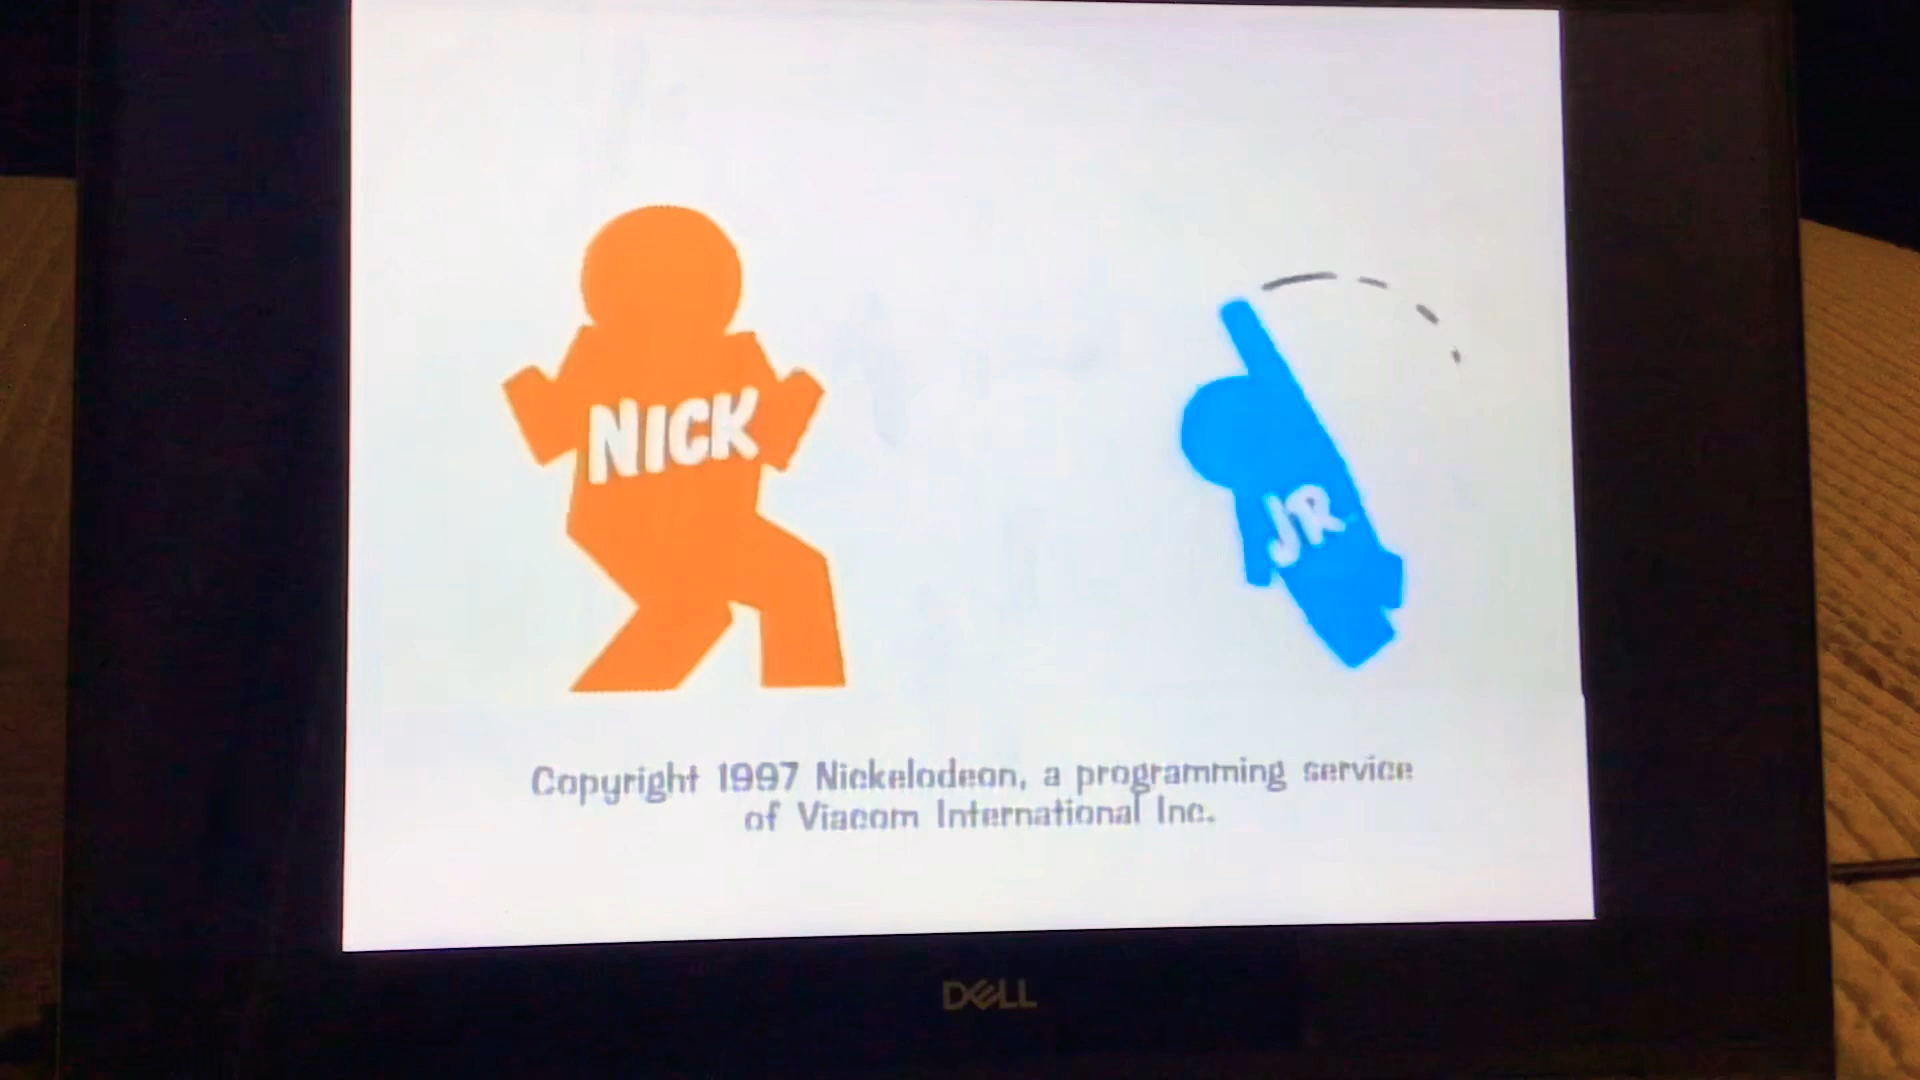 NICK
JR
Copyright 1997 Nickelodeon, a programming service
of Viacom International Inc.
DELL